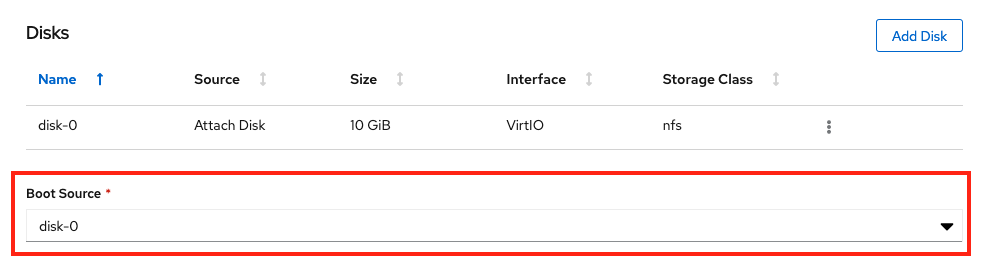 Disks
Add Disk
Name Source Size Interface Storage Class
disk-0 Attach Disk 10 GiB VirtIO nfs
Boot Source *
disk-0